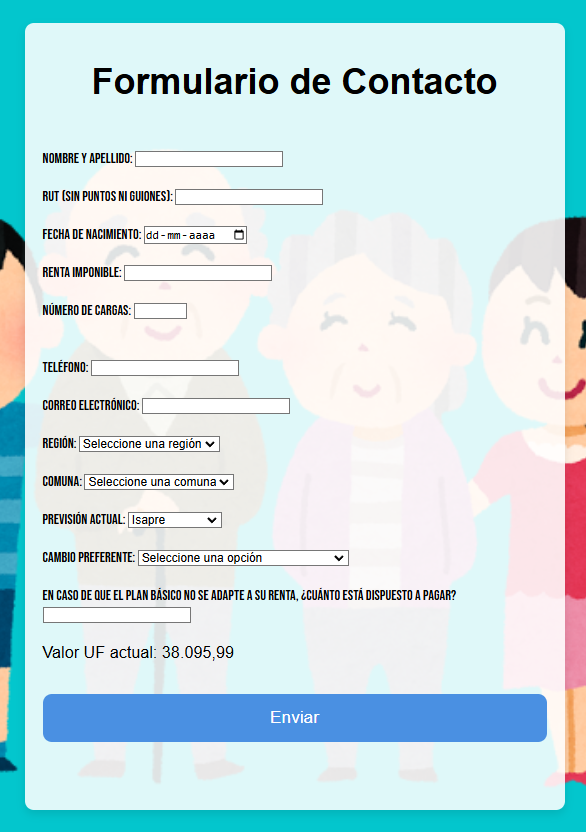 Formulario de Contacto
NOMBRE Y APELLIDO:
RUT (SIN PUNTOS NI GUIONES):
FECHA DE NACIMIENTO: dd-mm-aaaa
RENTA IMPONIBLE:
NÚMERO DE CARGAS:
TELÉFONO:
CORREO ELECTRÓNICO:
REGIÓN: Seleccione una región
COMUNA: Seleccione una comuna
PREVISIÓN ACTUAL: Isapre
CAMBIO PREFERENTE: Seleccione una opción
EN CASO DE QUE EL PLAN BÁSICO NO SE ADAPTE A SU RENTA, ¿CUÁNTO ESTÁ DISPUESTO A PAGAR?
Valor UF actual: 38.095,99
Enviar